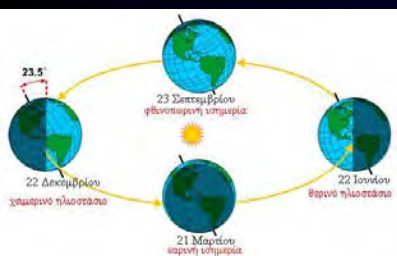 23.5°
23 Σεπτεμβρίου
φθινοπωρινή ισημερία
22 Δεκεμβρίου
χειμερινό ηλιοστάσιο
22 Ιουνίου
θερινό ηλιοστάσιο
21 Μαρτίου
εαρινή ισημερία